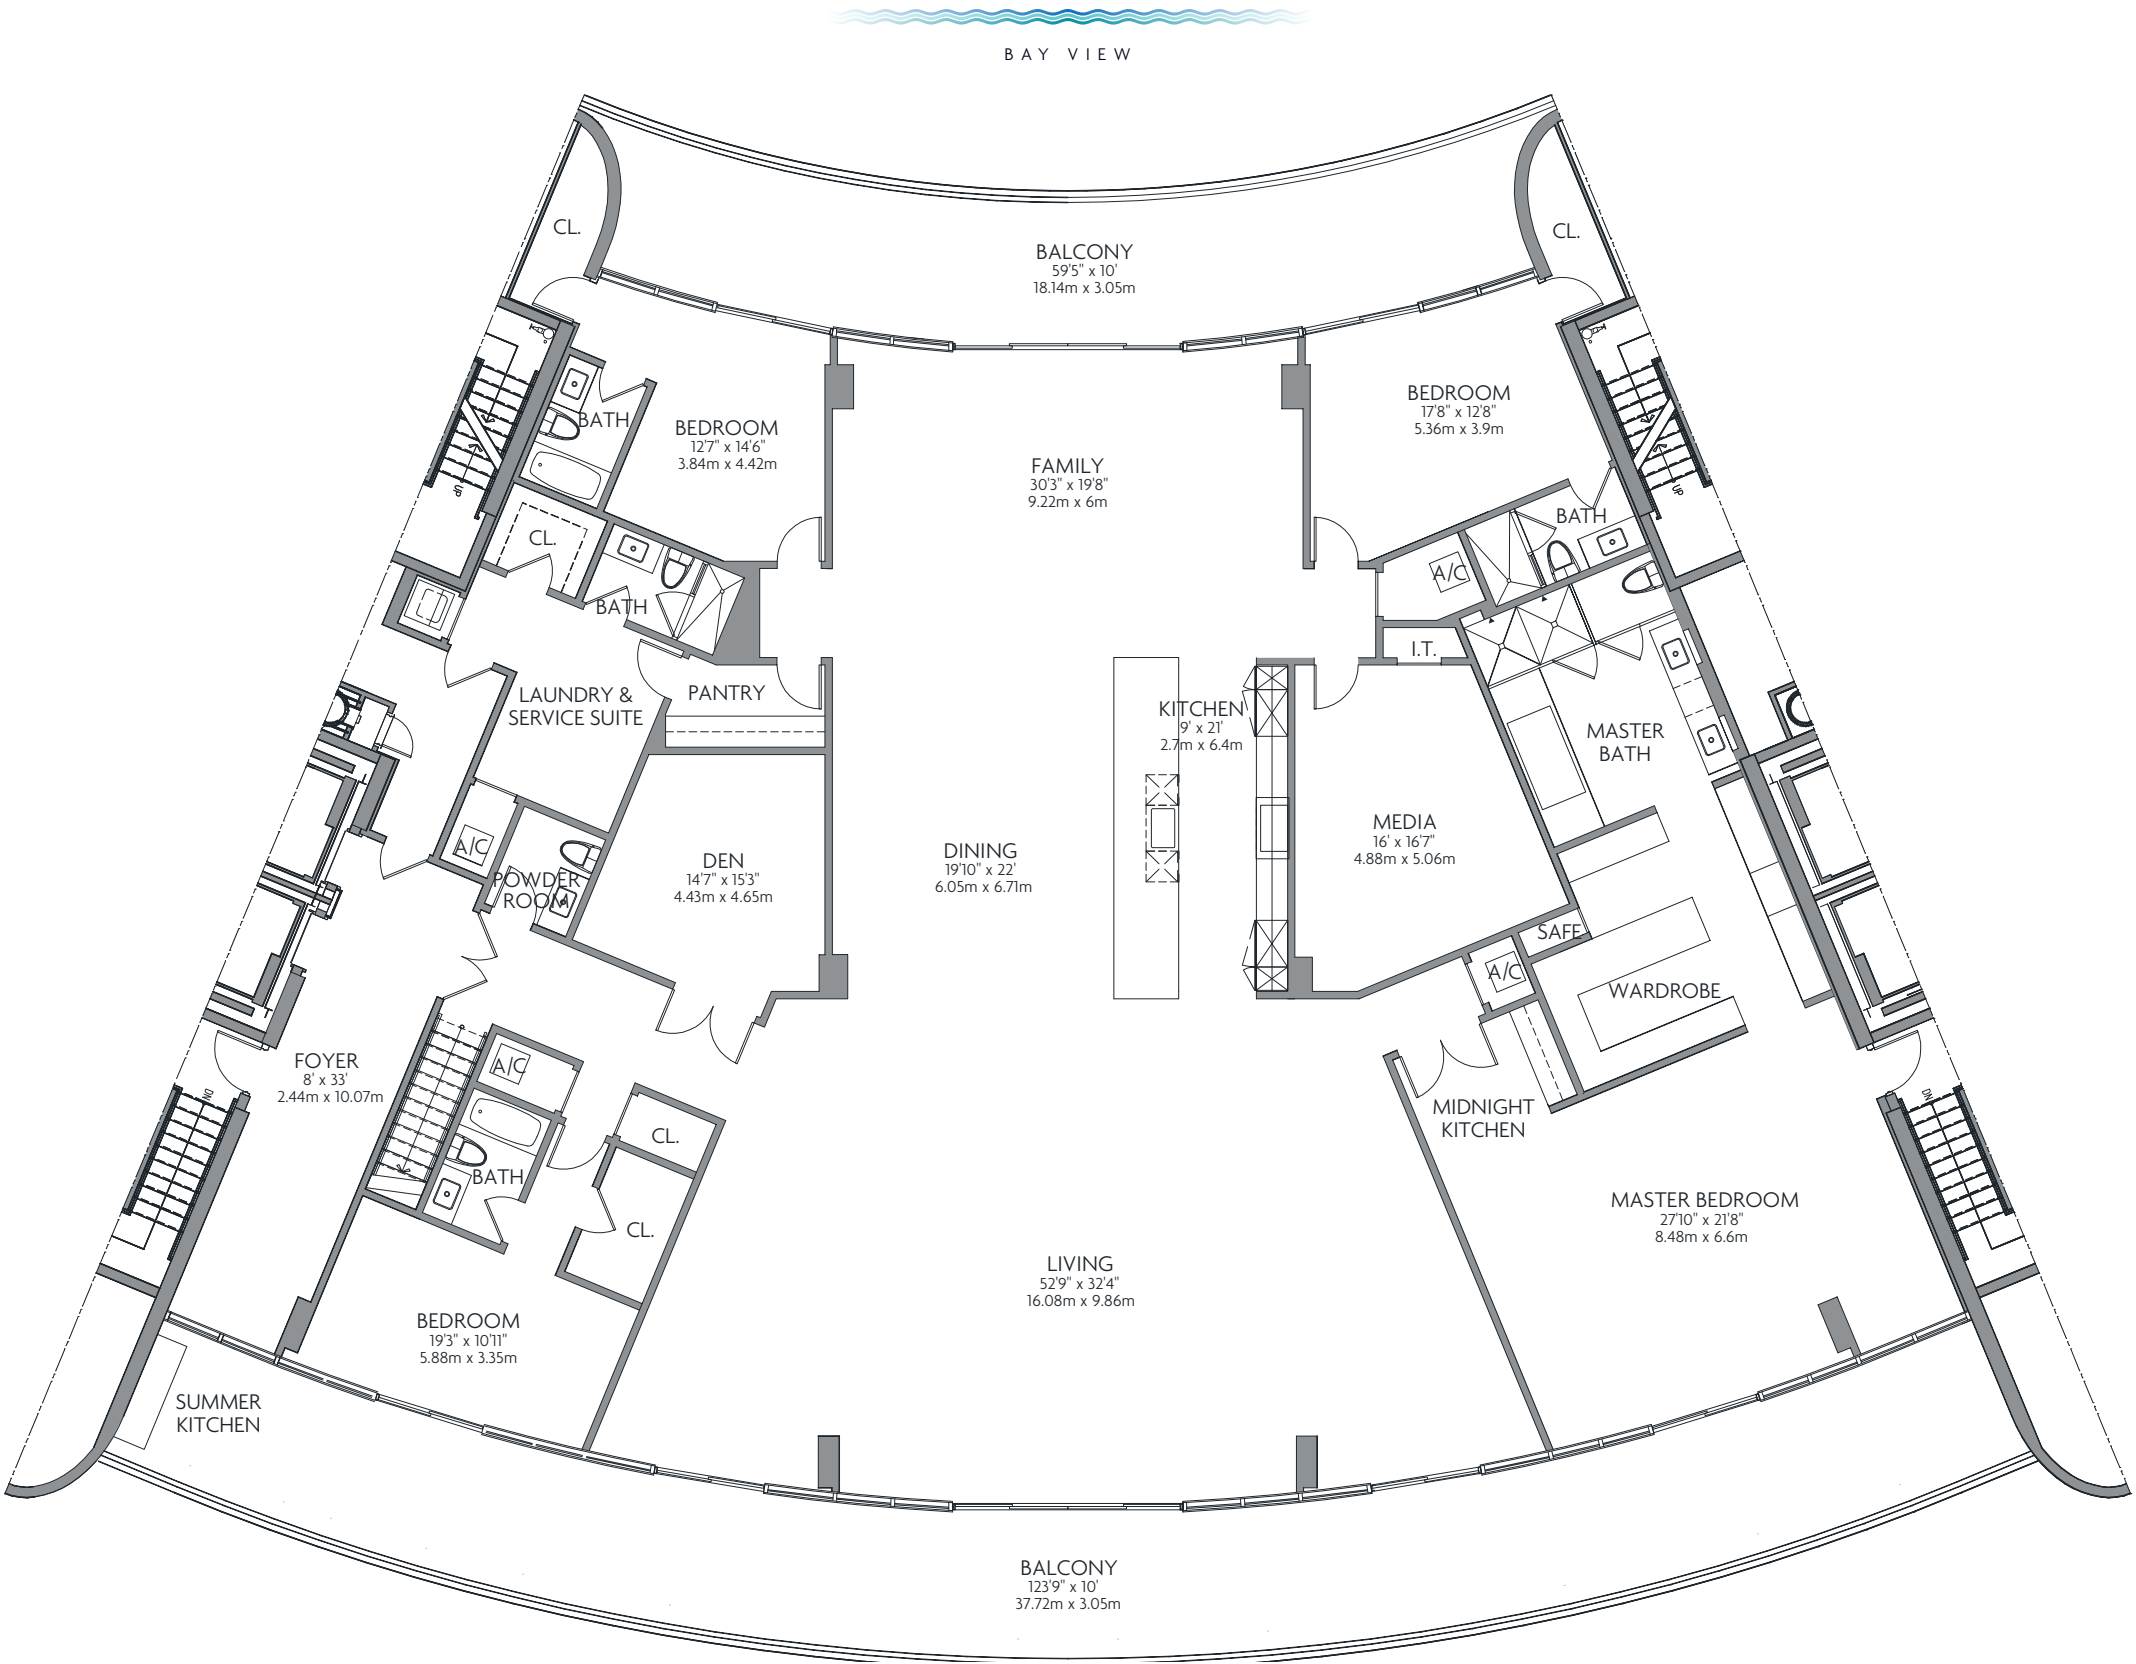 BAY VIEW
CL.
CL.
BALCONY
59'5" x 10'
18.14m x 3.05m
BATH
BEDROOM
12'7" x 14'6"
3.84m x 4.42m
FAMILY
30'3" x 19'8"
9.22m x 6m
BEDROOM
17'8" x 12'8"
5.36m x 3.9m
UP
UP
CL.
BATH
BATH
A/C
I.T.
LAUNDRY &
SERVICE SUITE
PANTRY
KITCHEN
9' x 21'
2.7m x 6.4m
MASTER
BATH
A/C
POWDER
ROOM
DEN
14'7" x 15'3"
4.43m x 4.65m
DINING
19'10" x 22'
6.05m x 6.71m
MEDIA
16' x 16'7"
4.88m x 5.06m
SAFE
A/C
WARDROBE
FOYER
8' x 33'
2.44m x 10.07m
DN
A/C
BATH
CL.
CL.
MIDNIGHT
KITCHEN
DN
MASTER BEDROOM
27'10" x 21'8"
8.48m x 6.6m
LIVING
52'9" x 32'4"
16.08m x 9.86m
BEDROOM
19'3" x 10'11"
5.88m x 3.35m
SUMMER
KITCHEN
BALCONY
123'9" x 10'
37.72m x 3.05m